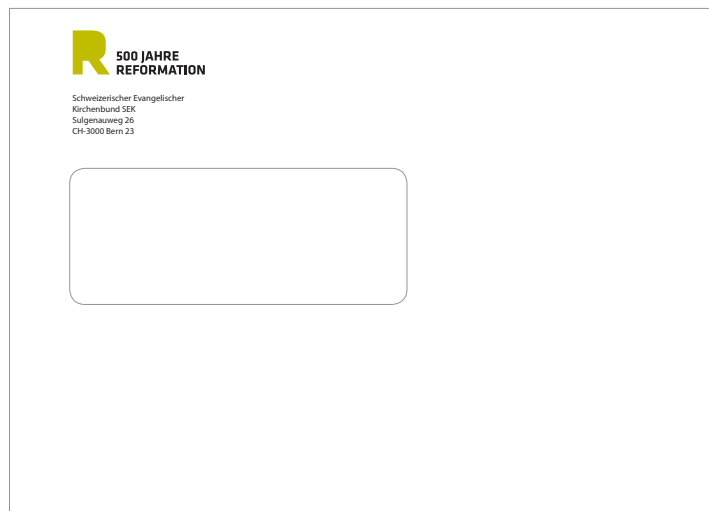 R 500 JAHRE
REFORMATION
Schweizerischer Evangelischer
Kirchenbund SEK
Sulgenauweg 26
CH-3000 Bern 23